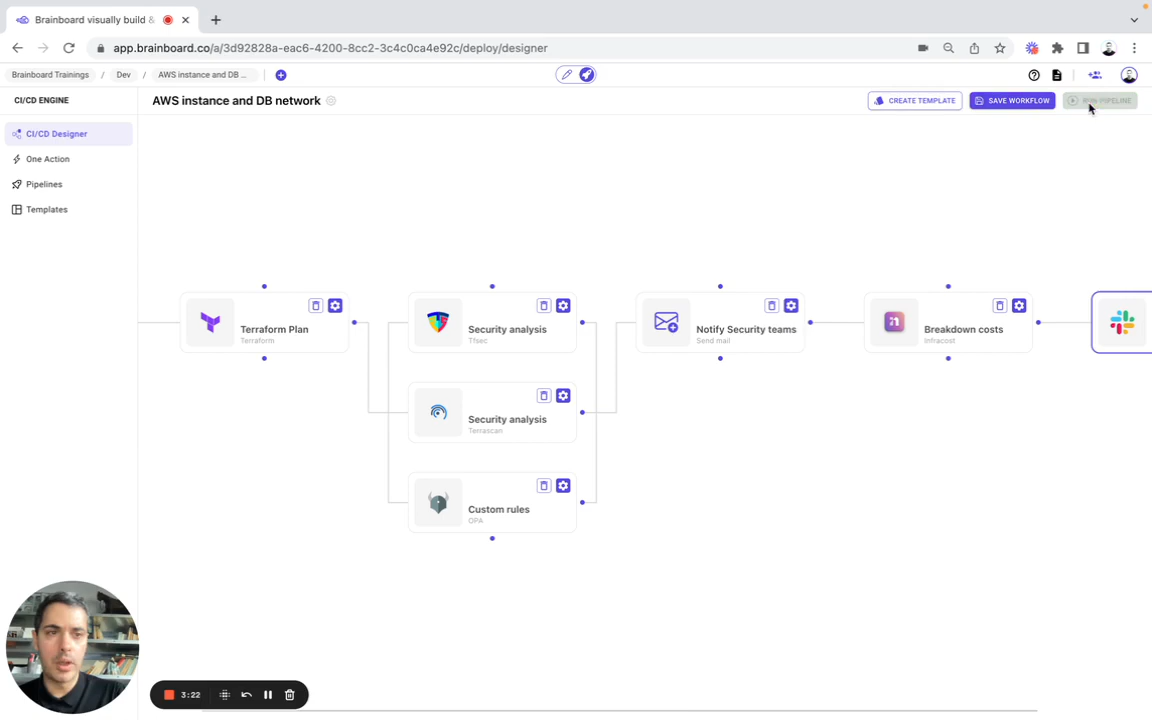 Brainboard visually build &
app.brainboard.co/a/3d92828a-eac6-4200-8cc2-3c4c0ca4e92c/deploy/designer
Brainboard Trainings / Dev / AWS instance and DB ...
CI/CD ENGINE
AWS instance and DB network
CREATE TEMPLATE
SAVE WORKFLOW
RUN PIPELINE
CI/CD Designer
One Action
Pipelines
Templates
Terraform Plan
Terraform
Security analysis
Tfsec
Notify Security teams
Send mail
Breakdown costs
Infracost
Security analysis
Terrascan
Custom rules
OPA
3:22